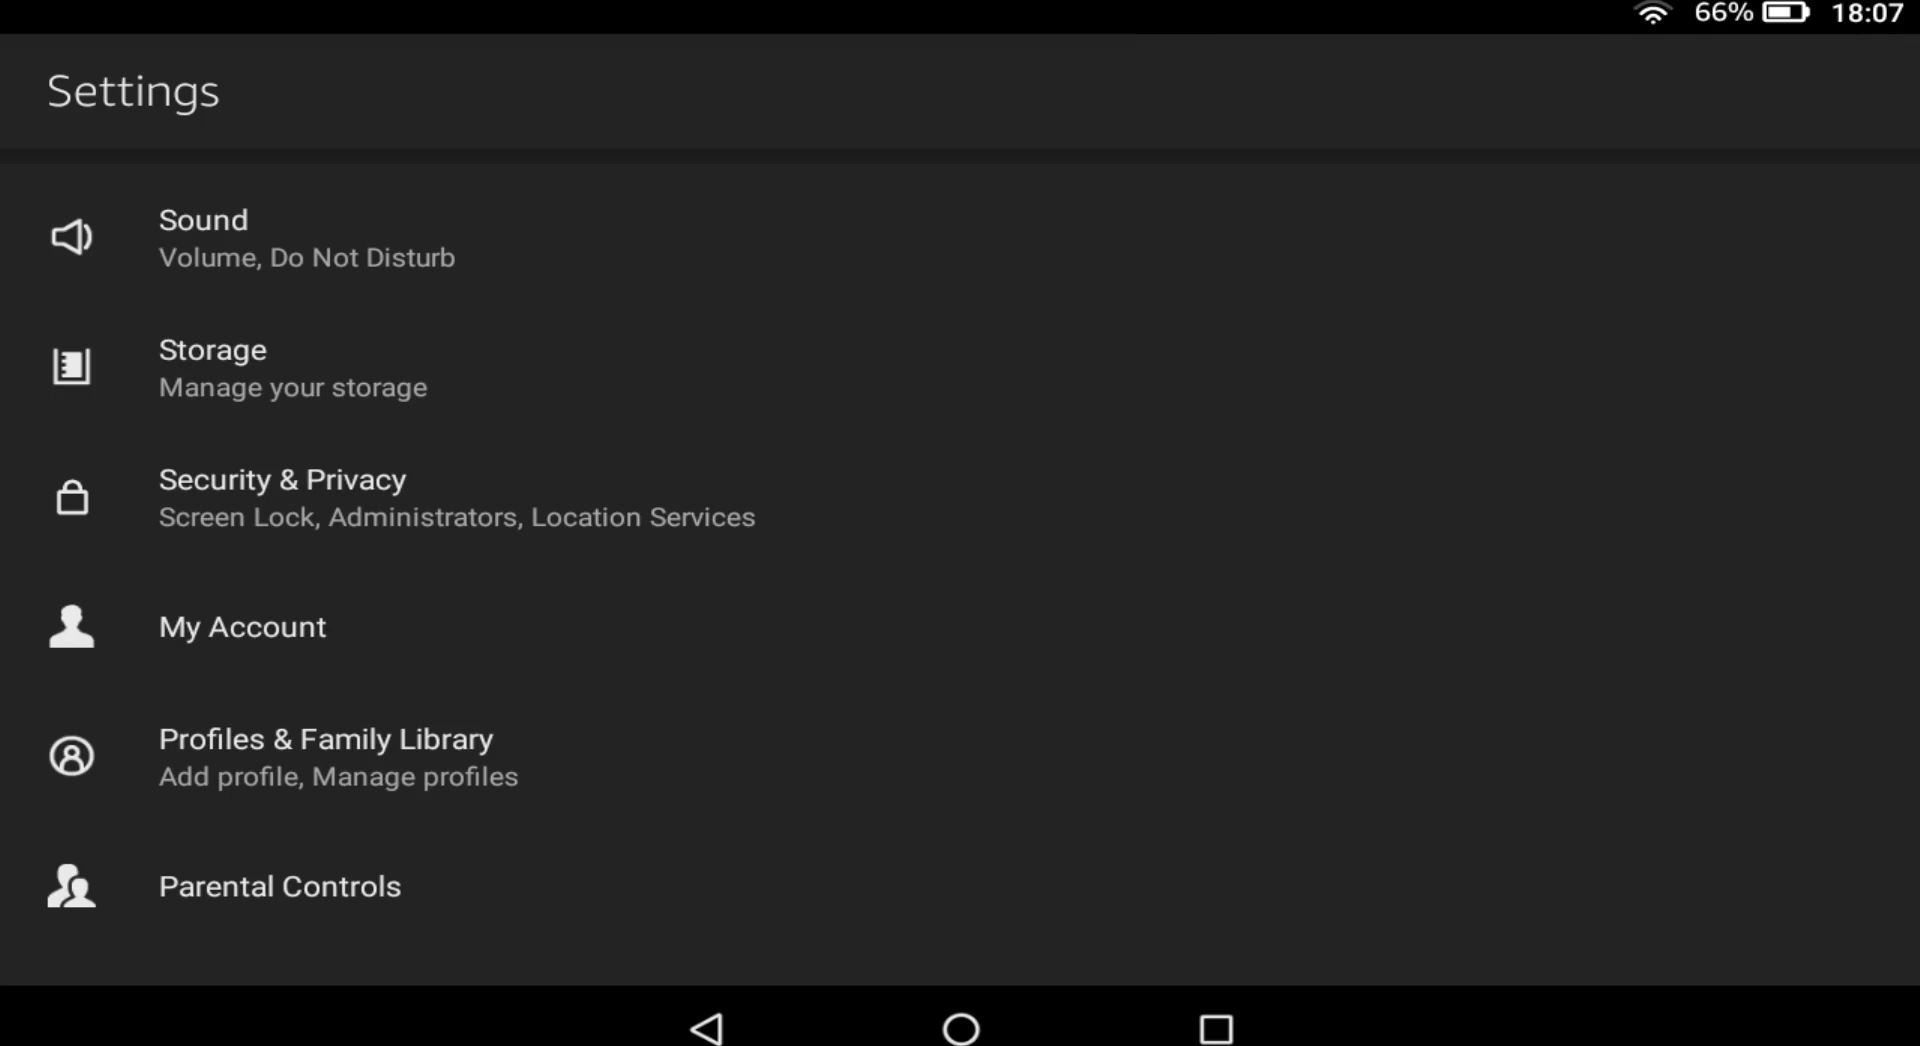 66% 18:07
Settings
Sound
Volume, Do Not Disturb
Storage
Manage your storage
Security & Privacy
Screen Lock, Administrators, Location Services
My Account
Profiles & Family Library
Add profile, Manage profiles
Parental Controls